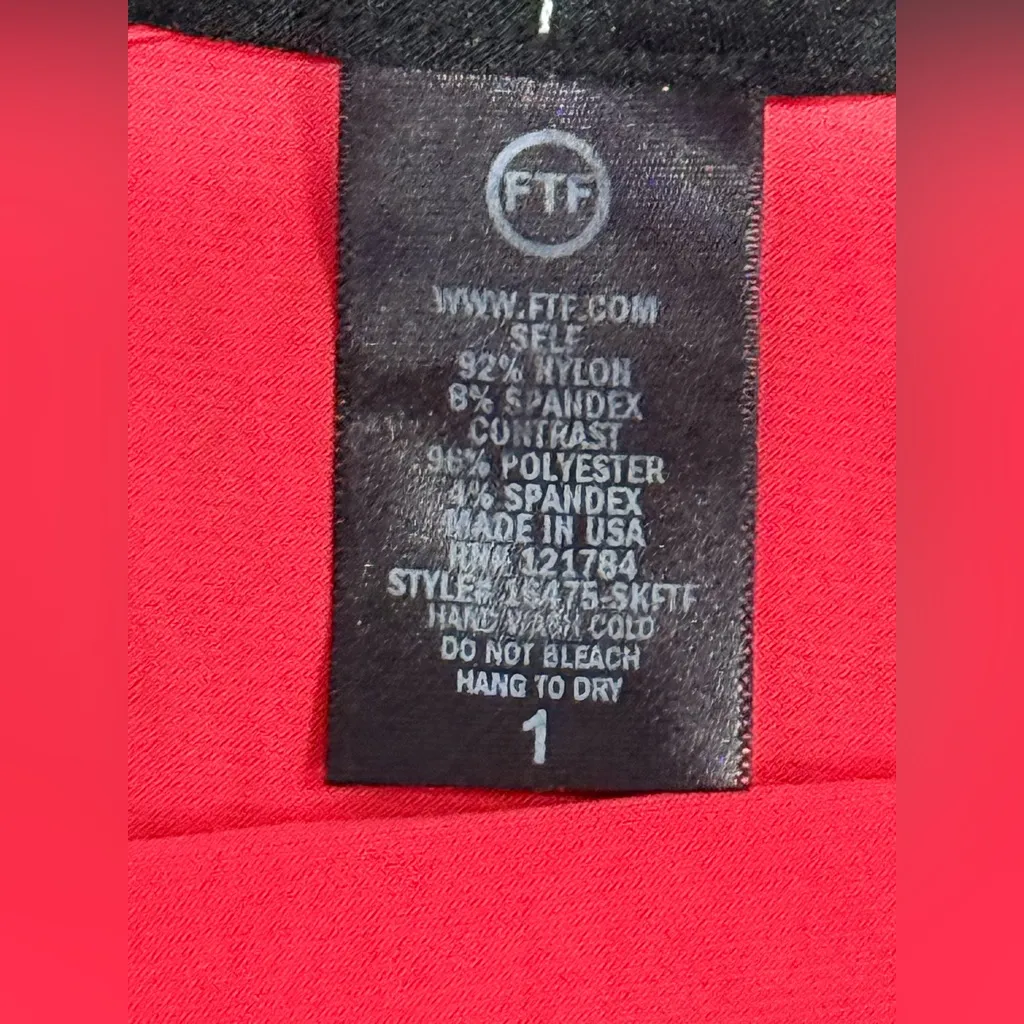 FTF
WWW.FTF.COM
SELF
92% NYLON
8% SPANDEX
CONTRAST
96% POLYESTER
4% SPANDEX
MADE IN USA
RN# 121784
STYLE# 1S475-SKFTF
HAND WASH COLD
DO NOT BLEACH
HANG TO DRY
1